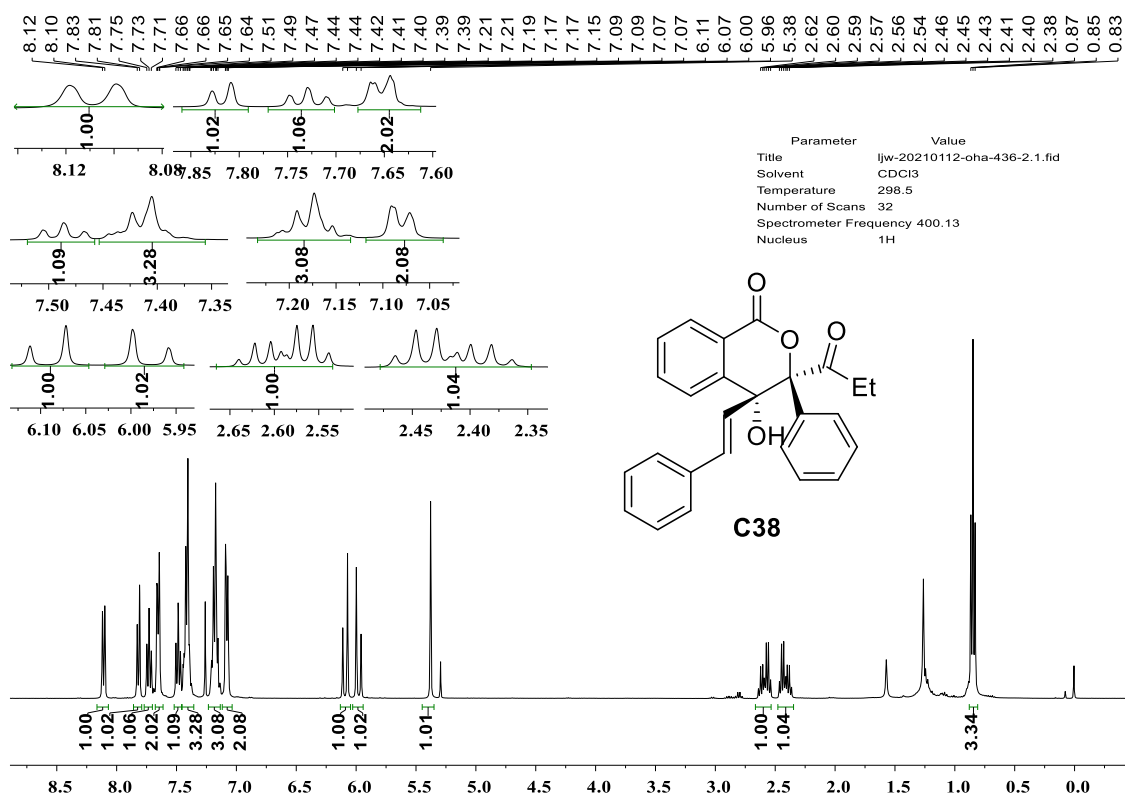 8.12 8.10 7.83 7.81 7.75 7.73 7.71 7.66 7.66 7.65 7.64 7.51 7.49 7.47 7.44 7.44 7.42 7.41 7.40 7.39 7.39 7.21 7.21 7.19 7.17 7.17 7.15 7.09 7.09 7.07 7.07 6.11 6.07 6.00 5.96 5.38 2.62 2.60 2.59 2.57 2.56 2.54 2.46 2.45 2.43 2.41 2.40 2.38 0.87 0.85 0.83
1.00 1.02 1.06 2.02
8.12 8.08 7.85 7.80 7.75 7.70 7.65 7.60
Parameter Value
Title ljw-20210112-oha-436-2.1.fid
Solvent CDCl3
Temperature 298.5
Number of Scans 32
Spectrometer Frequency 400.13
Nucleus 1H
1.09 3.28 3.08 2.08
7.50 7.45 7.40 7.35 7.20 7.15 7.10 7.05
1.00 1.02 1.00 1.04
6.10 6.05 6.00 5.95 2.65 2.60 2.55 2.45 2.40 2.35
O
O
O
Et
OH
C38
1.00 1.02 1.06 2.02 1.09 3.28 3.08 2.08 1.00 1.02 1.01 1.00 1.04 3.34
8.5 8.0 7.5 7.0 6.5 6.0 5.5 5.0 4.5 4.0 3.5 3.0 2.5 2.0 1.5 1.0 0.5 0.0